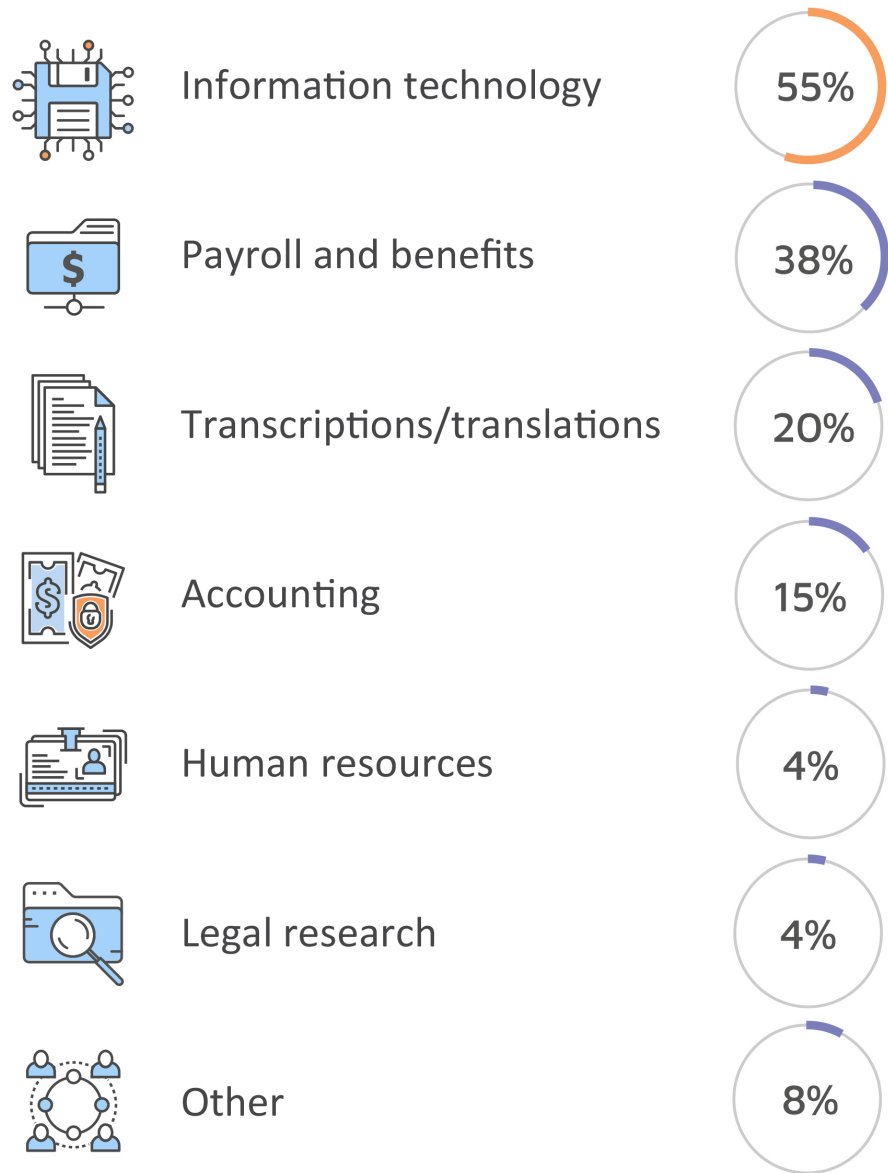 Information technology
55%
$
Payroll and benefits
38%
Transcriptions/translations
20%
$
Accounting
15%
Human resources
4%
Legal research
4%
Other
8%